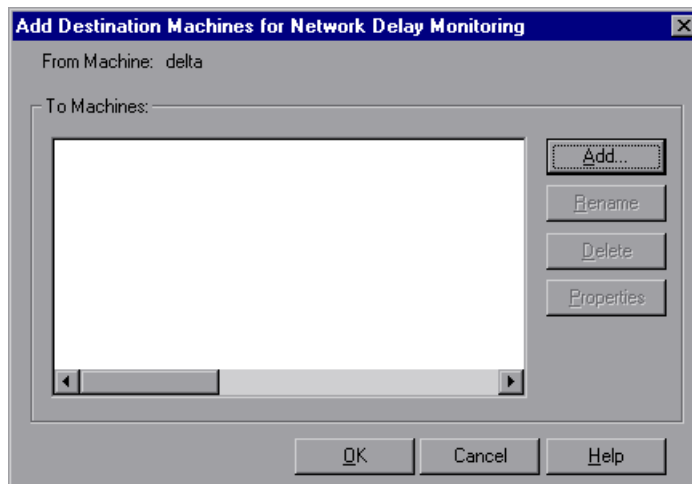 Add Destination Machines for Network Delay Monitoring
From Machine: delta
To Machines:
Add...
Rename
Delete
Properties
OK
Cancel
Help